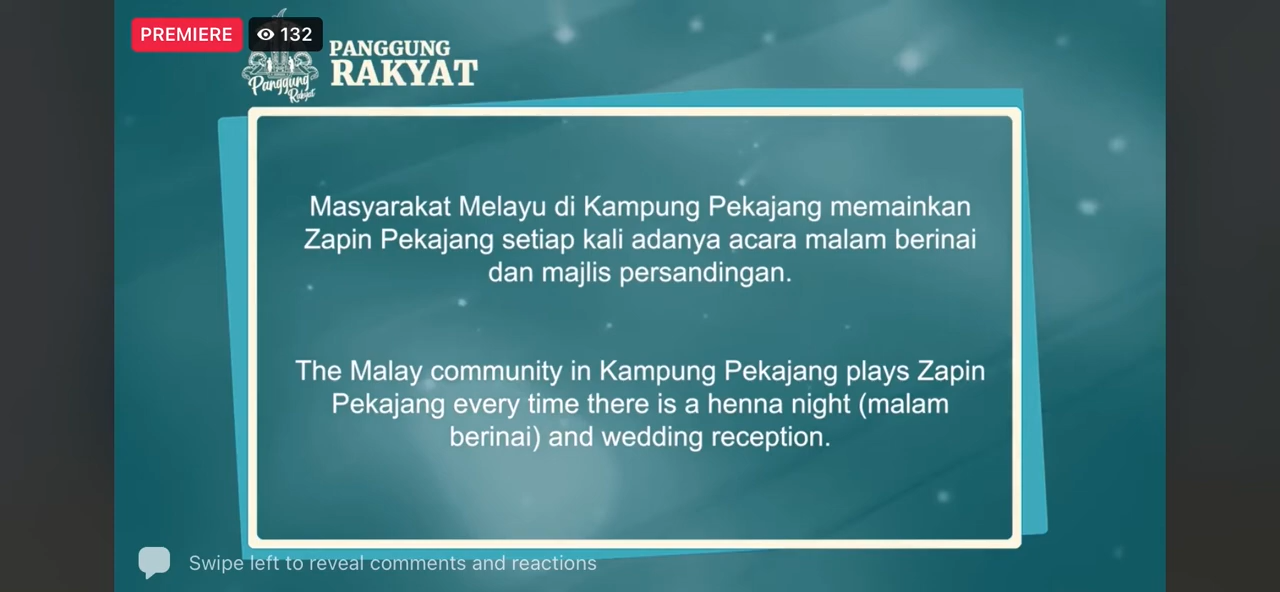 PREMIERE
132
Panggung
Rakyat
PANGGUNG
RAKYAT
Masyarakat Melayu di Kampung Pekajang memainkan
Zapin Pekajang setiap kali adanya acara malam berinai
dan majlis persandingan.
The Malay community in Kampung Pekajang plays Zapin
Pekajang every time there is a henna night (malam
berinai) and wedding reception.
Swipe left to reveal comments and reactions